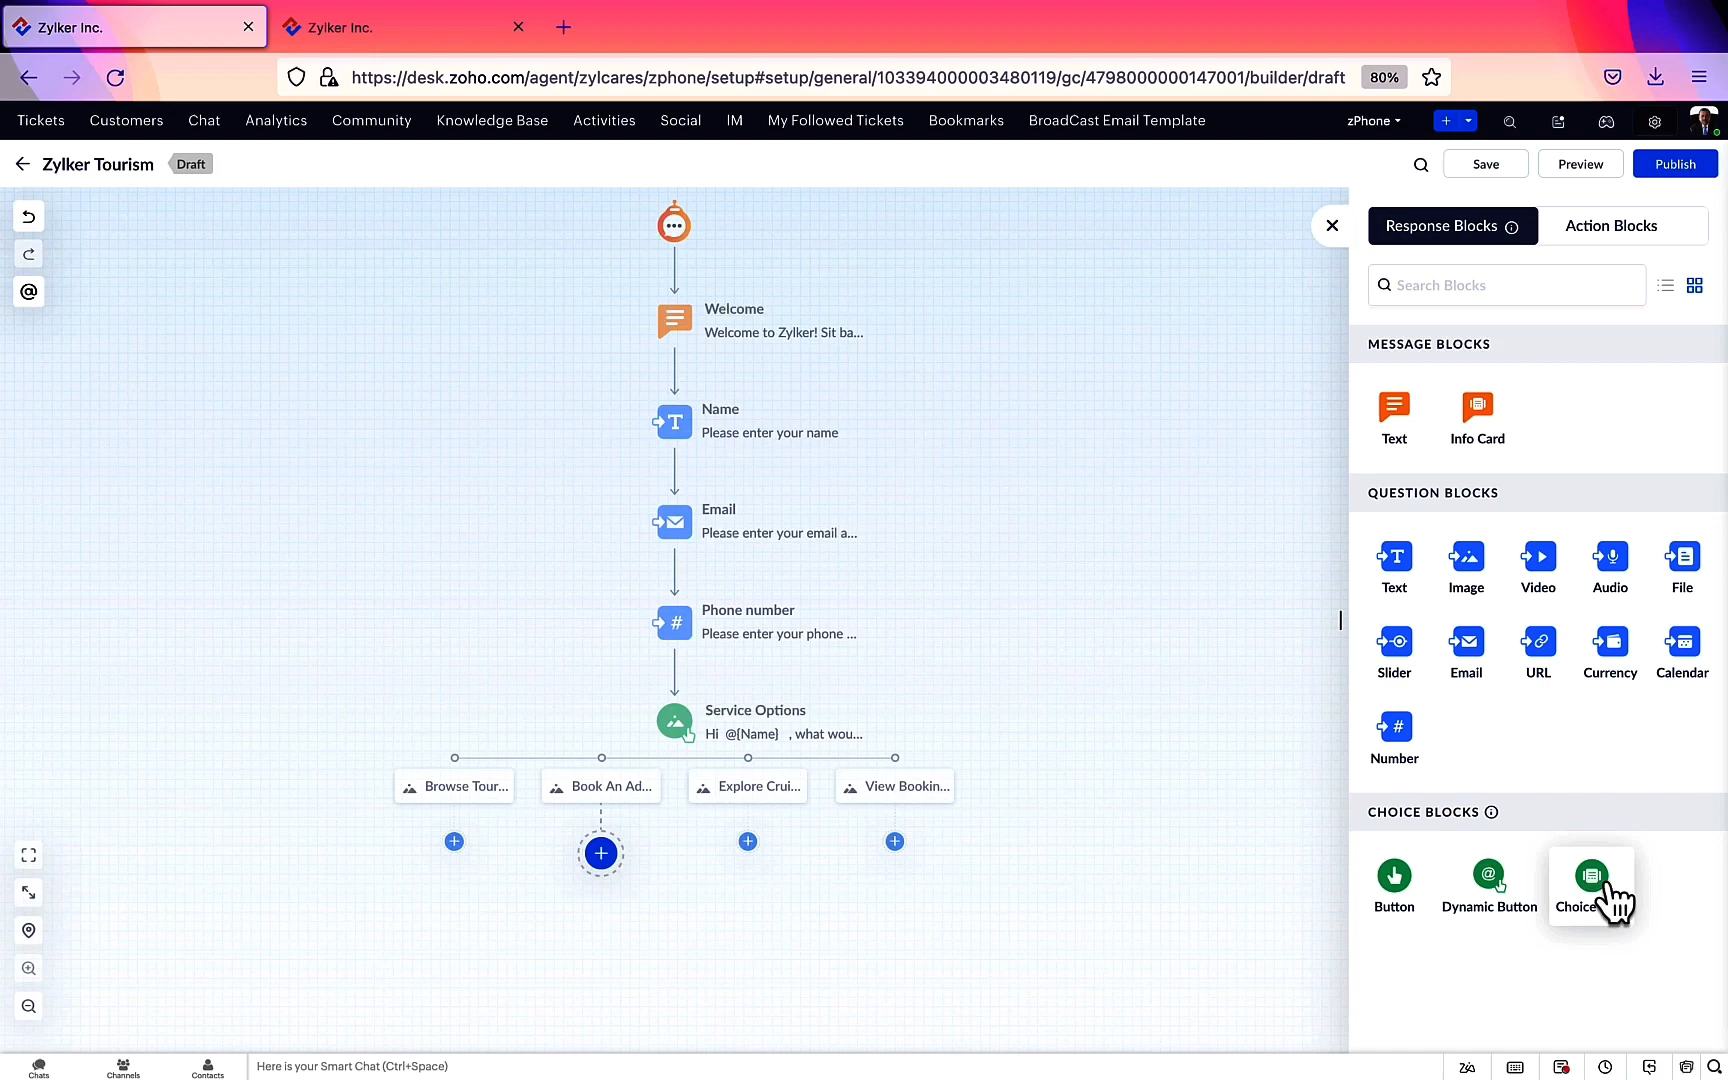 Zylker Inc.
Zylker Inc.
https://desk.zoho.com/agent/zylcares/zphone/setup#setup/general/103394000003480119/gc/4798000000147001/builder/draft
80%
Tickets Customers Chat Analytics Community Knowledge Base Activities Social IM My Followed Tickets Bookmarks BroadCast Email Template zPhone
Zylker Tourism Draft
Save Preview Publish
Response Blocks Action Blocks
Search Blocks
Welcome
Welcome to Zylker! Sit ba...
MESSAGE BLOCKS
Text Info Card
Name
Please enter your name
QUESTION BLOCKS
Email
Please enter your email a...
Text Image Video Audio File
Phone number
Please enter your phone ...
Slider Email URL Currency Calendar
Service Options
Hi @{Name} , what wou...
Number
Browse Tour... Book An Ad... Explore Crui... View Bookin...
CHOICE BLOCKS
Button Dynamic Button Choice
Chats Channels Contacts
Here is your Smart Chat (Ctrl+Space)